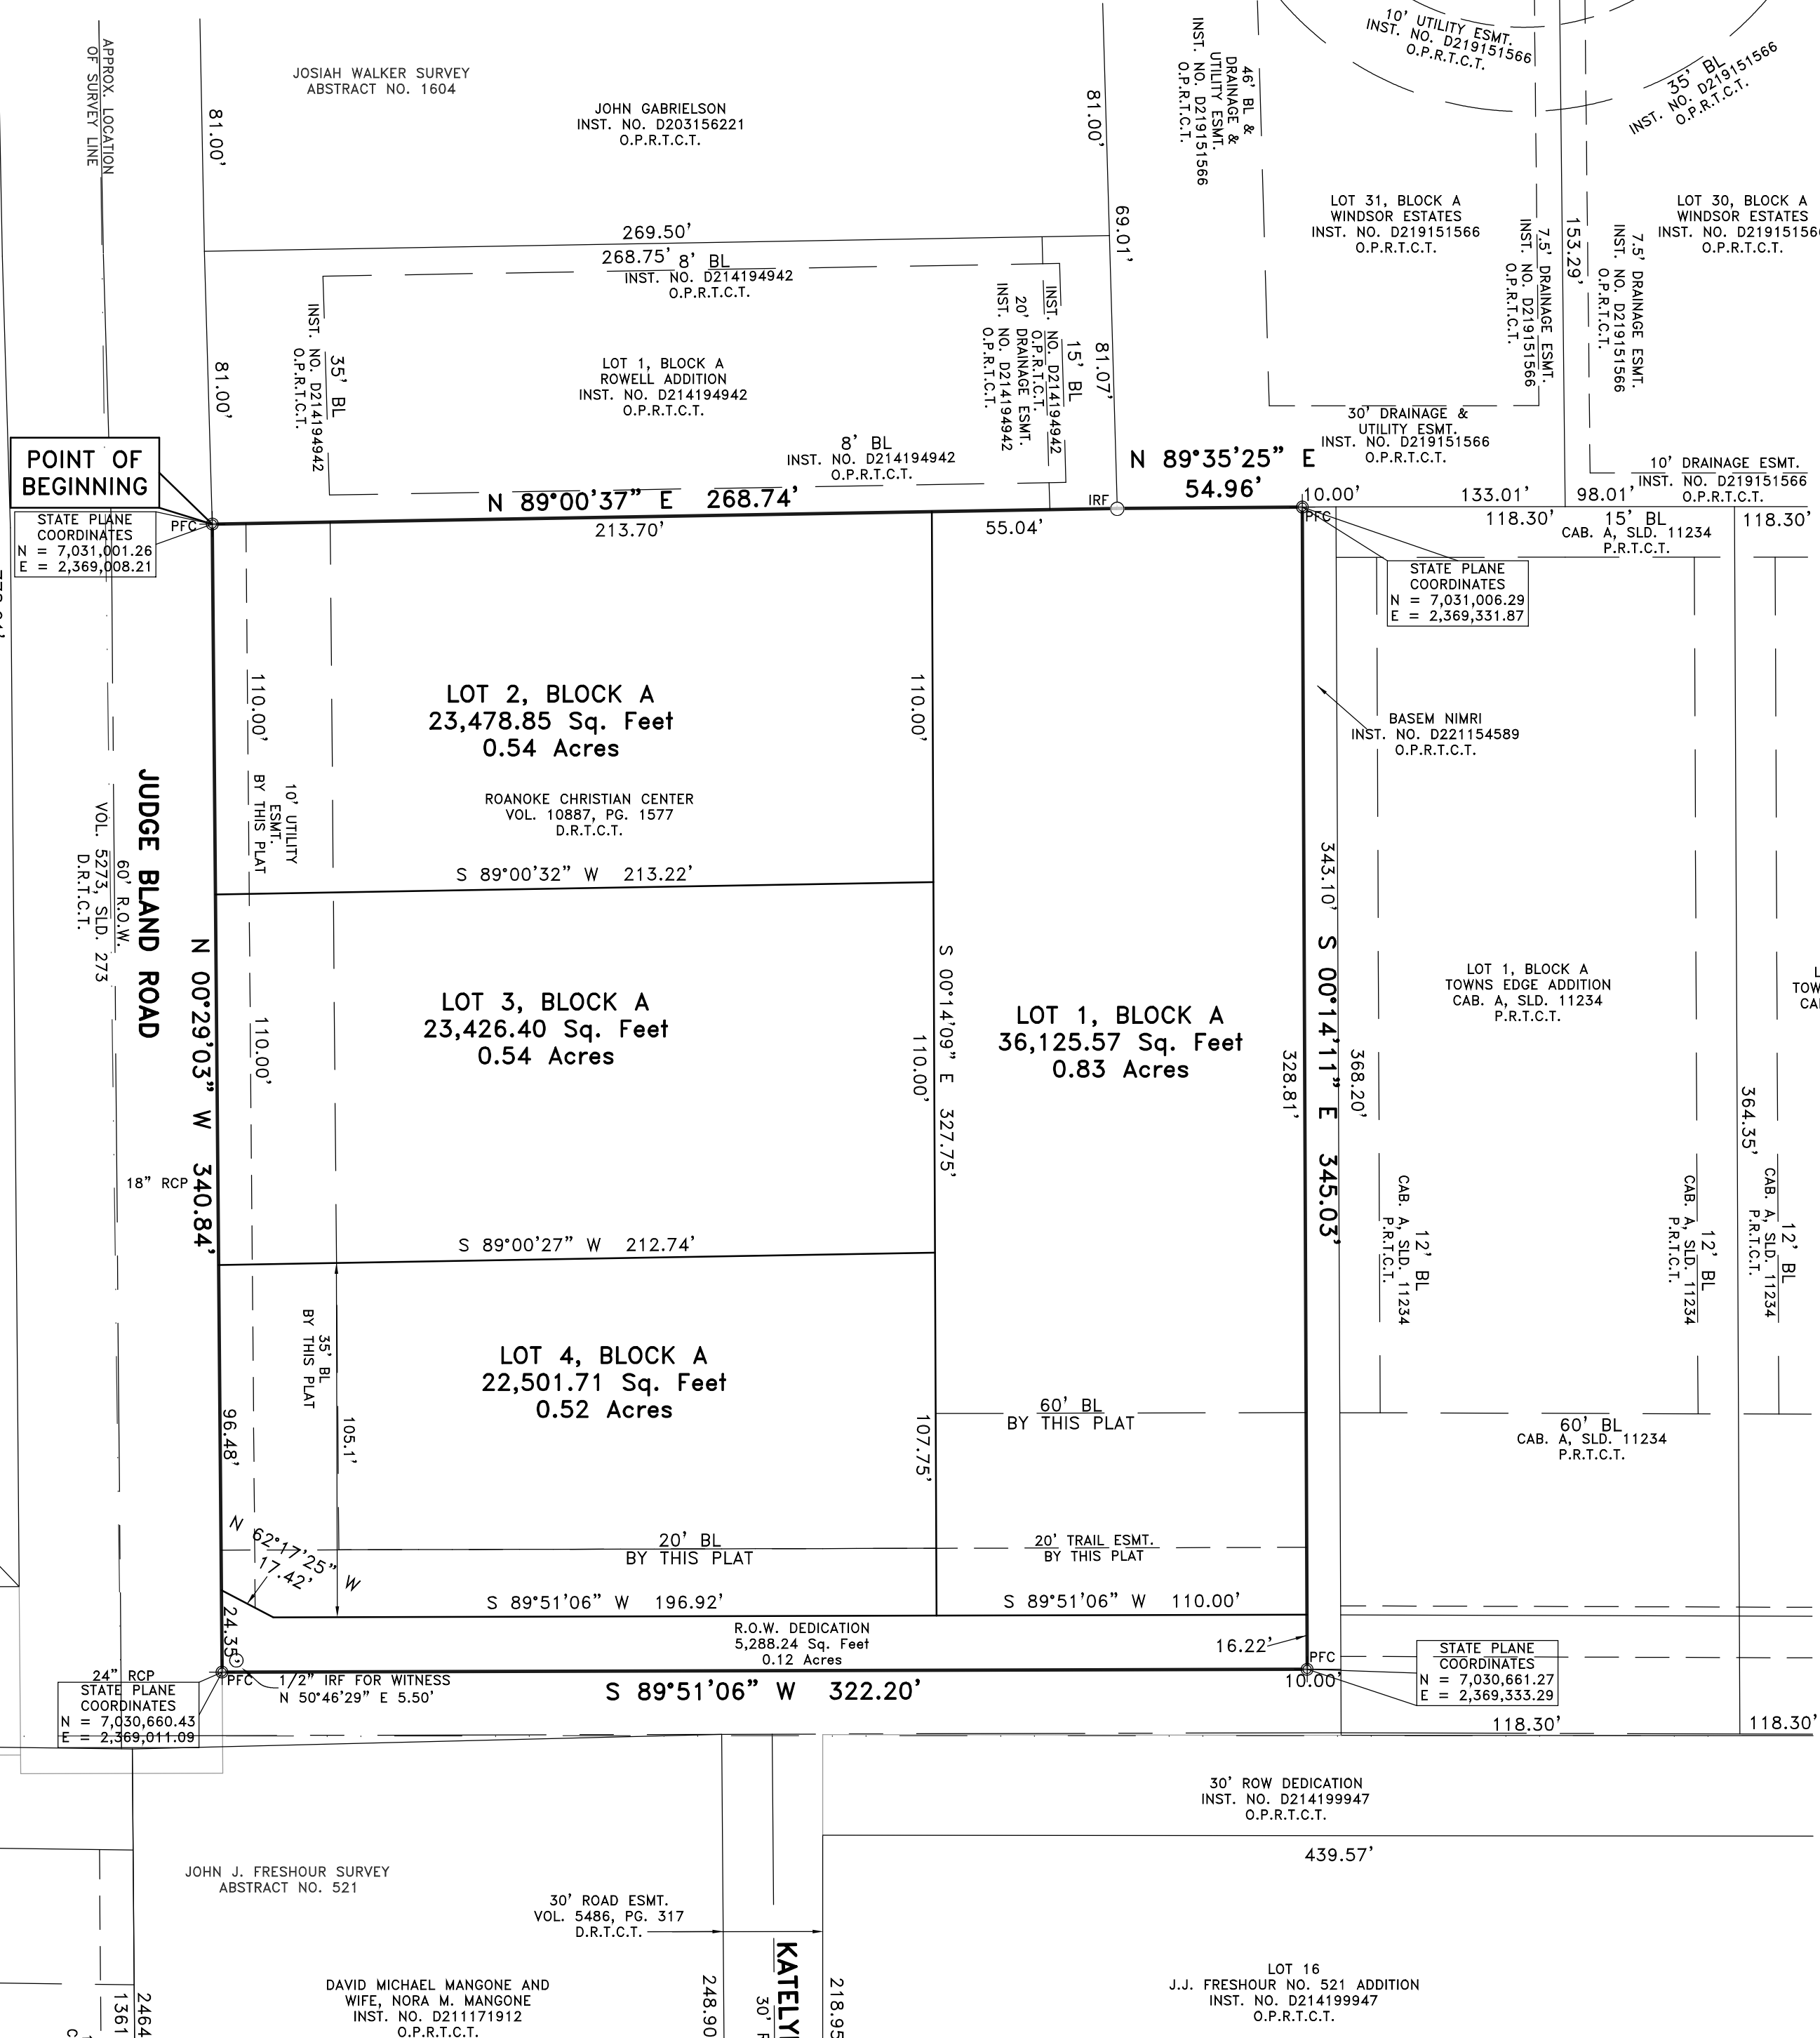 APPROX. LOCATION
OF SURVEY LINE
81.00'
JOSIAH WALKER SURVEY
ABSTRACT NO. 1604
JOHN GABRIELSON
INST. NO. D203156221
O.P.R.T.C.T.
81.00'
46' BL &
DRAINAGE &
UTILITY ESMT.
INST. NO. D219151566
O.P.R.T.C.T.
10' UTILITY ESMT.
INST. NO. D219151566
O.P.R.T.C.T.
35' BL
INST. NO. D219151566
O.P.R.T.C.T.
LOT 31, BLOCK A
WINDSOR ESTATES
INST. NO. D219151566
O.P.R.T.C.T.
7.5' DRAINAGE ESMT.
INST. NO. D219151566
O.P.R.T.C.T.
153.29'
7.5' DRAINAGE ESMT.
INST. NO. D219151566
O.P.R.T.C.T.
LOT 30, BLOCK A
WINDSOR ESTATES
INST. NO. D219151566
O.P.R.T.C.T.
69.01'
269.50'
268.75'
8' BL
INST. NO. D214194942
O.P.R.T.C.T.
81.00'
35' BL
INST. NO. D214194942
O.P.R.T.C.T.
LOT 1, BLOCK A
ROWELL ADDITION
INST. NO. D214194942
O.P.R.T.C.T.
20' DRAINAGE ESMT.
INST. NO. D214194942
O.P.R.T.C.T.
15' BL
INST. NO. D214194942
O.P.R.T.C.T.
81.07'
8' BL
INST. NO. D214194942
O.P.R.T.C.T.
30' DRAINAGE &
UTILITY ESMT.
INST. NO. D219151566
O.P.R.T.C.T.
10' DRAINAGE ESMT.
INST. NO. D219151566
O.P.R.T.C.T.
POINT OF
BEGINNING
STATE PLANE
COORDINATES
N = 7,031,001.26
E = 2,369,008.21
PFC
N 89°00'37" E 268.74'
213.70'
55.04'
IRF
N 89°35'25" E
54.96'
PFC
10.00'
133.01'
98.01'
118.30'
15' BL
CAB. A, SLD. 11234
P.R.T.C.T.
118.30'
STATE PLANE
COORDINATES
N = 7,031,006.29
E = 2,369,331.87
BASEM NIMRI
INST. NO. D221154589
O.P.R.T.C.T.
LOT 2, BLOCK A
23,478.85 Sq. Feet
0.54 Acres
110.00'
110.00'
10' UTILITY
ESMT.
BY THIS PLAT
ROANOKE CHRISTIAN CENTER
VOL. 10887, PG. 1577
D.R.T.C.T.
S 89°00'32" W 213.22'
JUDGE BLAND ROAD
60' R.O.W.
VOL. 5273, SLD. 273
D.R.T.C.T.
N 00°29'03" W 340.84'
18" RCP
LOT 3, BLOCK A
23,426.40 Sq. Feet
0.54 Acres
110.00'
110.00'
S 00°14'09" E 327.75'
LOT 1, BLOCK A
36,125.57 Sq. Feet
0.83 Acres
328.81'
343.10'
S 00°14'11" E 345.03'
368.20'
LOT 1, BLOCK A
TOWNS EDGE ADDITION
CAB. A, SLD. 11234
P.R.T.C.T.
364.35'
12' BL
CAB. A, SLD. 11234
P.R.T.C.T.
12' BL
CAB. A, SLD. 11234
P.R.T.C.T.
12' BL
CAB. A, SLD. 11234
P.R.T.C.T.
S 89°00'27" W 212.74'
LOT 4, BLOCK A
22,501.71 Sq. Feet
0.52 Acres
35' BL
BY THIS PLAT
96.48'
105.1'
107.75'
60' BL
BY THIS PLAT
60' BL
CAB. A, SLD. 11234
P.R.T.C.T.
N 62°17'25" W
17.42'
20' BL
BY THIS PLAT
20' TRAIL ESMT.
BY THIS PLAT
S 89°51'06" W 196.92'
S 89°51'06" W 110.00'
24.35'
R.O.W. DEDICATION
5,288.24 Sq. Feet
0.12 Acres
16.22'
PFC
10.00'
STATE PLANE
COORDINATES
N = 7,030,661.27
E = 2,369,333.29
24" RCP
STATE PLANE
COORDINATES
N = 7,030,660.43
E = 2,369,011.09
PFC
1/2" IRF FOR WITNESS
N 50°46'29" E 5.50'
S 89°51'06" W 322.20'
118.30'
118.30'
30' ROW DEDICATION
INST. NO. D214199947
O.P.R.T.C.T.
439.57'
JOHN J. FRESHOUR SURVEY
ABSTRACT NO. 521
30' ROAD ESMT.
VOL. 5486, PG. 317
D.R.T.C.T.
DAVID MICHAEL MANGONE AND
WIFE, NORA M. MANGONE
INST. NO. D211171912
O.P.R.T.C.T.
248.90
KATELY
30'
218.95
LOT 16
J.J. FRESHOUR NO. 521 ADDITION
INST. NO. D214199947
O.P.R.T.C.T.
2464
1361